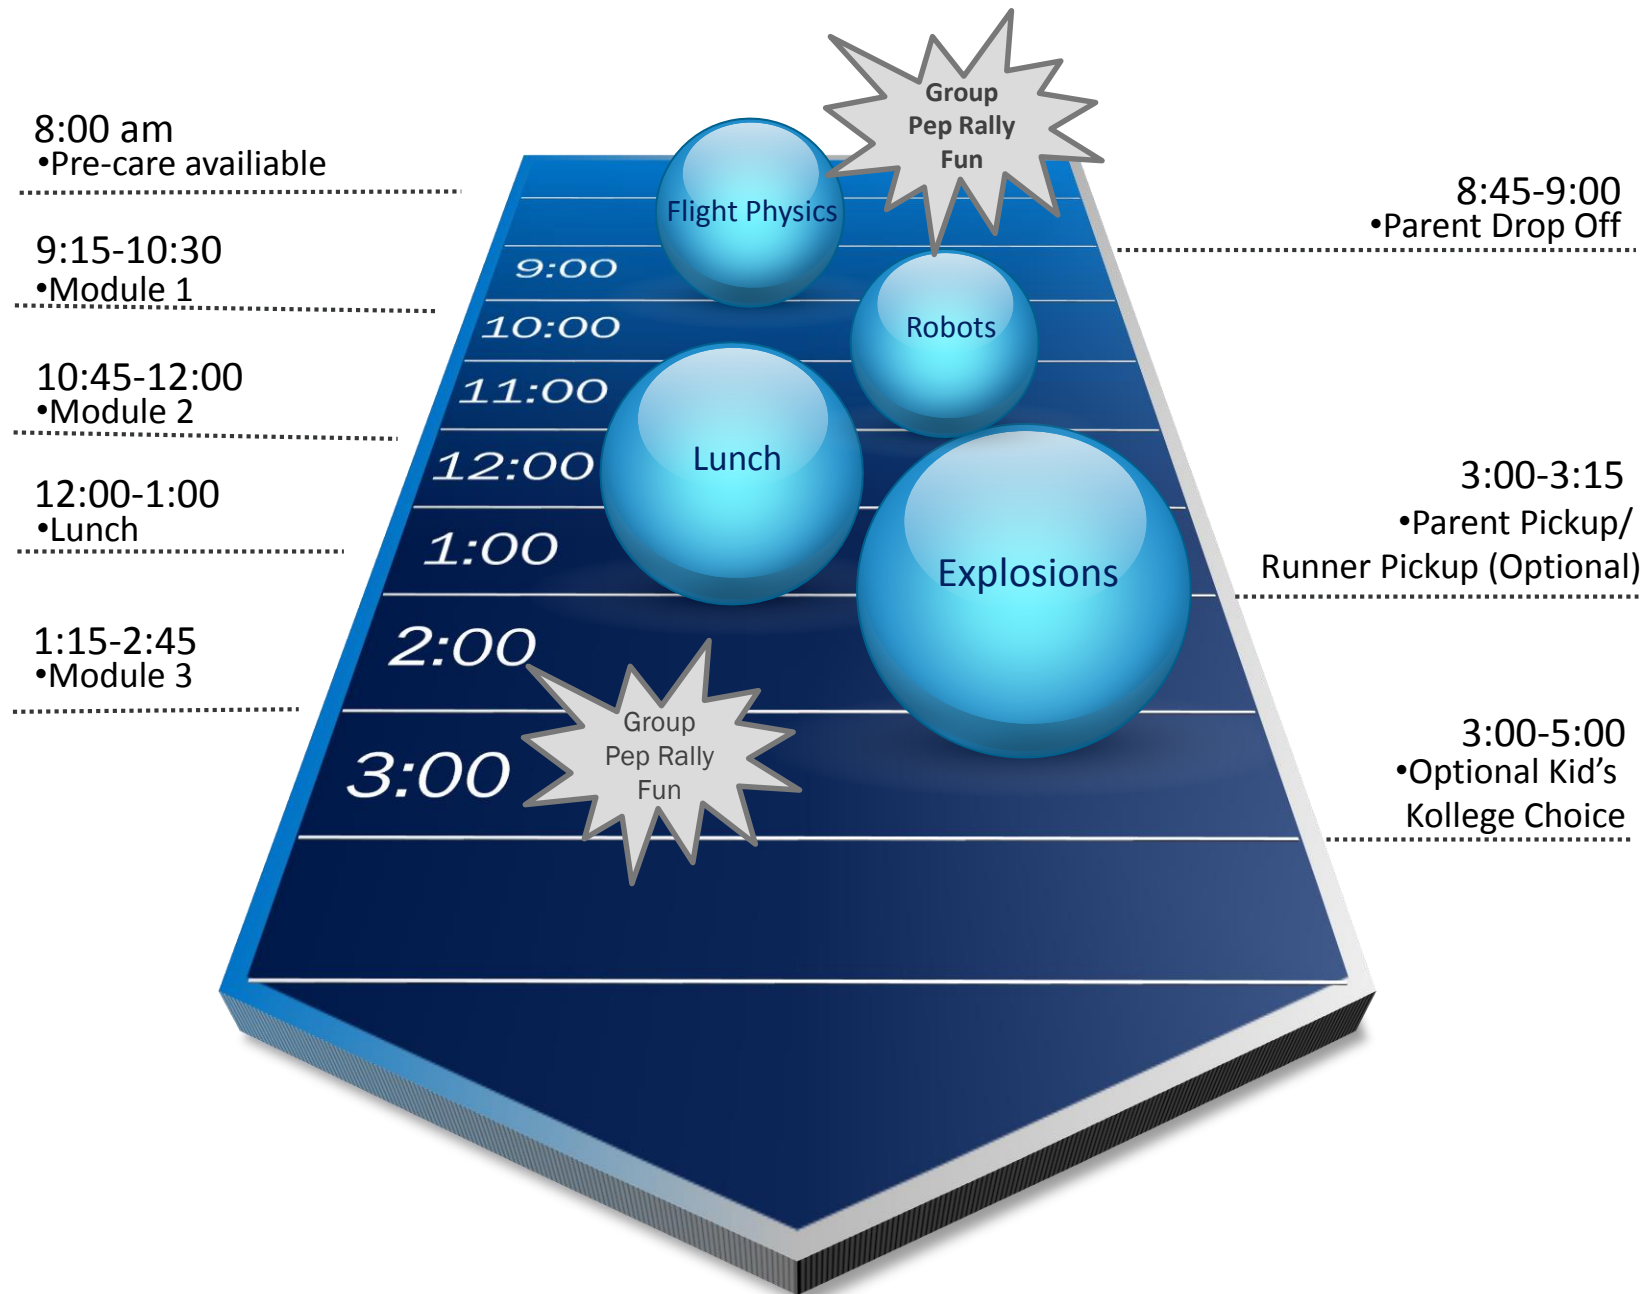 8:00 am
•Pre-care availiable
9:15-10:30
•Module 1
10:45-12:00
•Module 2
12:00-1:00
•Lunch
1:15-2:45
•Module 3
Group
Pep Rally
Fun
Flight Physics
Robots
Lunch
Explosions
9:00
10:00
11:00
12:00
1:00
2:00
3:00
Group
Pep Rally
Fun
8:45-9:00
•Parent Drop Off
3:00-3:15
•Parent Pickup/
Runner Pickup (Optional)
3:00-5:00
•Optional Kid’s
Kollege Choice